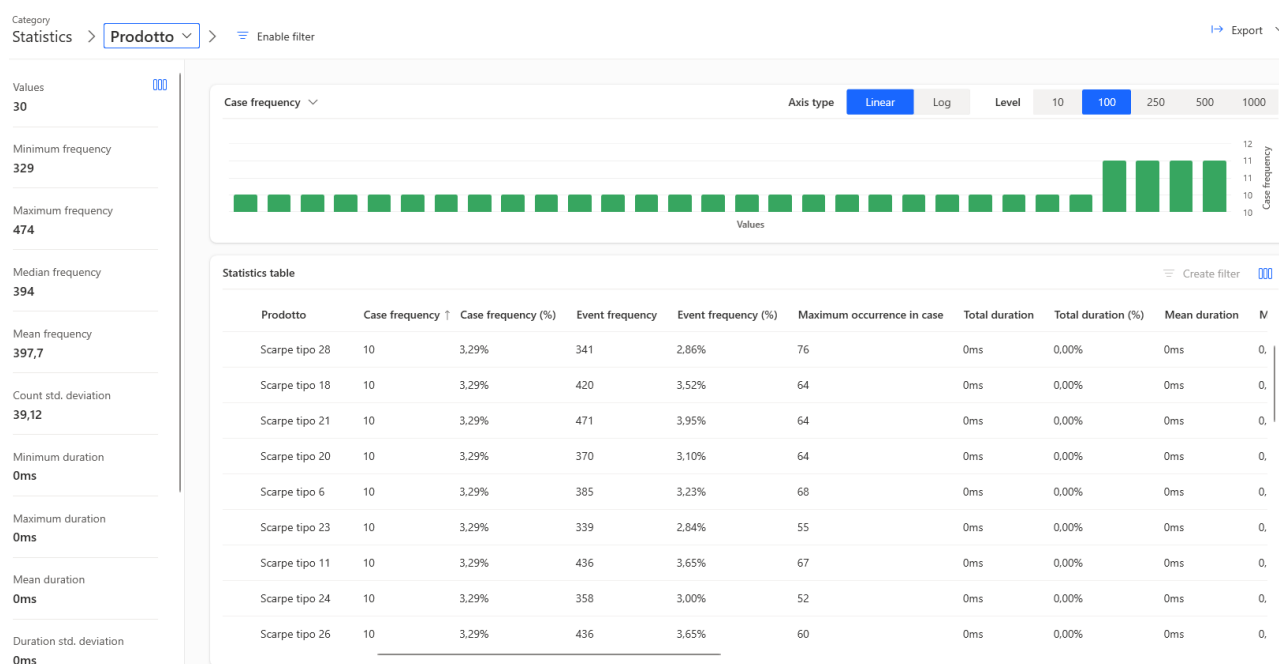 Category
Statistics > Prodotto > Enable filter
Export
Values
30
Minimum frequency
329
Maximum frequency
474
Median frequency
394
Mean frequency
397,7
Count std. deviation
39,12
Minimum duration
0ms
Maximum duration
0ms
Mean duration
0ms
Duration std. deviation
0ms
Case frequency Axis type Linear Log Level 10 100 250 500 1000
12
11
11
10
10
Case frequency
Values
Statistics table Create filter
Prodotto Case frequency ↑ Case frequency (%) Event frequency Event frequency (%) Maximum occurrence in case Total duration Total duration (%) Mean duration M
Scarpe tipo 28 10 3,29% 341 2,86% 76 0ms 0,00% 0ms 0,
Scarpe tipo 18 10 3,29% 420 3,52% 64 0ms 0,00% 0ms 0,
Scarpe tipo 21 10 3,29% 471 3,95% 64 0ms 0,00% 0ms 0,
Scarpe tipo 20 10 3,29% 370 3,10% 64 0ms 0,00% 0ms 0,
Scarpe tipo 6 10 3,29% 385 3,23% 68 0ms 0,00% 0ms 0,
Scarpe tipo 23 10 3,29% 339 2,84% 55 0ms 0,00% 0ms 0,
Scarpe tipo 11 10 3,29% 436 3,65% 67 0ms 0,00% 0ms 0,
Scarpe tipo 24 10 3,29% 358 3,00% 52 0ms 0,00% 0ms 0,
Scarpe tipo 26 10 3,29% 436 3,65% 60 0ms 0,00% 0ms 0,